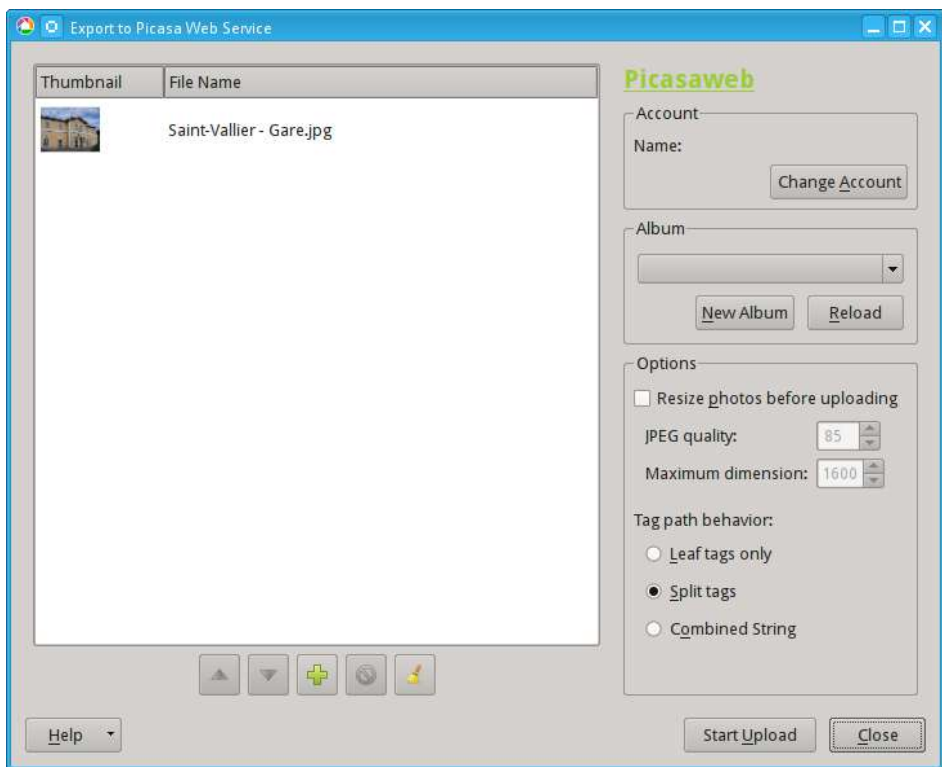 Export to Picasa Web Service
Thumbnail
File Name
Saint-Vallier - Gare.jpg
Picasaweb
Account
Name:
Change Account
Album
New Album
Reload
Options
Resize photos before uploading
JPEG quality:
85
Maximum dimension:
1600
Tag path behavior:
Leaf tags only
Split tags
Combined String
Help
Start Upload
Close